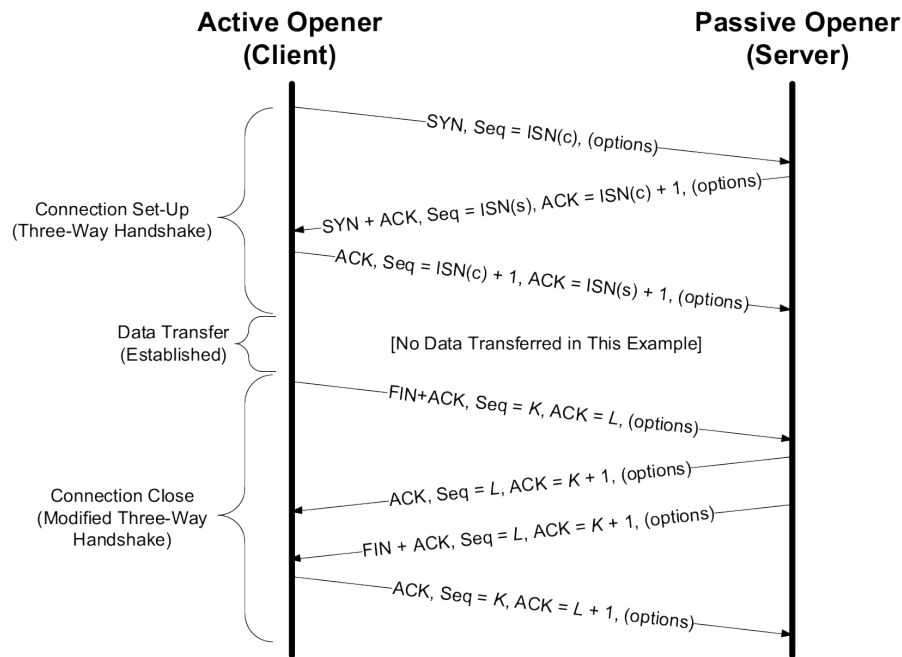 Active Opener
(Client)
Passive Opener
(Server)
SYN, Seq = ISN(c), (options)
SYN + ACK, Seq = ISN(s), ACK = ISN(c) + 1, (options)
Connection Set-Up
(Three-Way Handshake)
ACK, Seq = ISN(c) + 1, ACK = ISN(s) + 1, (options)
Data Transfer
(Established)
[No Data Transferred in This Example]
FIN+ACK, Seq = K, ACK = L, (options)
ACK, Seq = L, ACK = K + 1, (options)
Connection Close
(Modified Three-Way
Handshake)
FIN + ACK, Seq = L, ACK = K + 1, (options)
ACK, Seq = K, ACK = L + 1, (options)